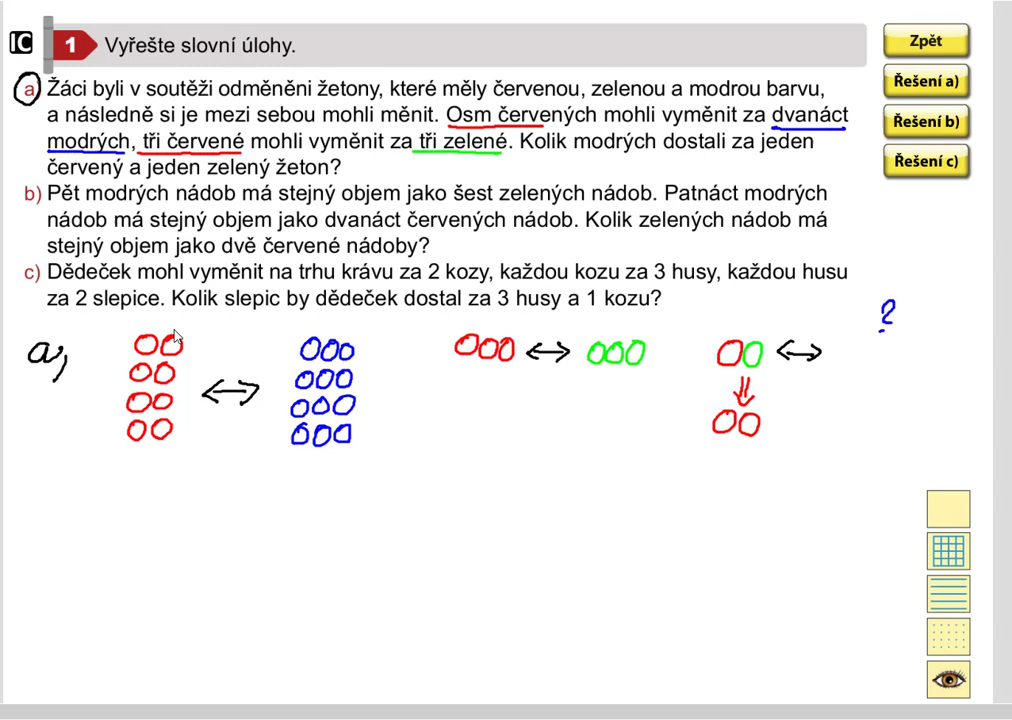 IC
1 Vyřešte slovní úlohy.
Zpět
Řešení a)
Řešení b)
Řešení c)
a) Žáci byli v soutěži odměněni žetony, které měly červenou, zelenou a modrou barvu,
a následně si je mezi sebou mohli měnit. Osm červených mohli vyměnit za dvanáct
modrých, tři červené mohli vyměnit za tři zelené. Kolik modrých dostali za jeden
červený a jeden zelený žeton?
b) Pět modrých nádob má stejný objem jako šest zelených nádob. Patnáct modrých
nádob má stejný objem jako dvanáct červených nádob. Kolik zelených nádob má
stejný objem jako dvě červené nádoby?
c) Dědeček mohl vyměnit na trhu krávu za 2 kozy, každou kozu za 3 husy, každou husu
za 2 slepice. Kolik slepic by dědeček dostal za 3 husy a 1 kozu?
?
a)